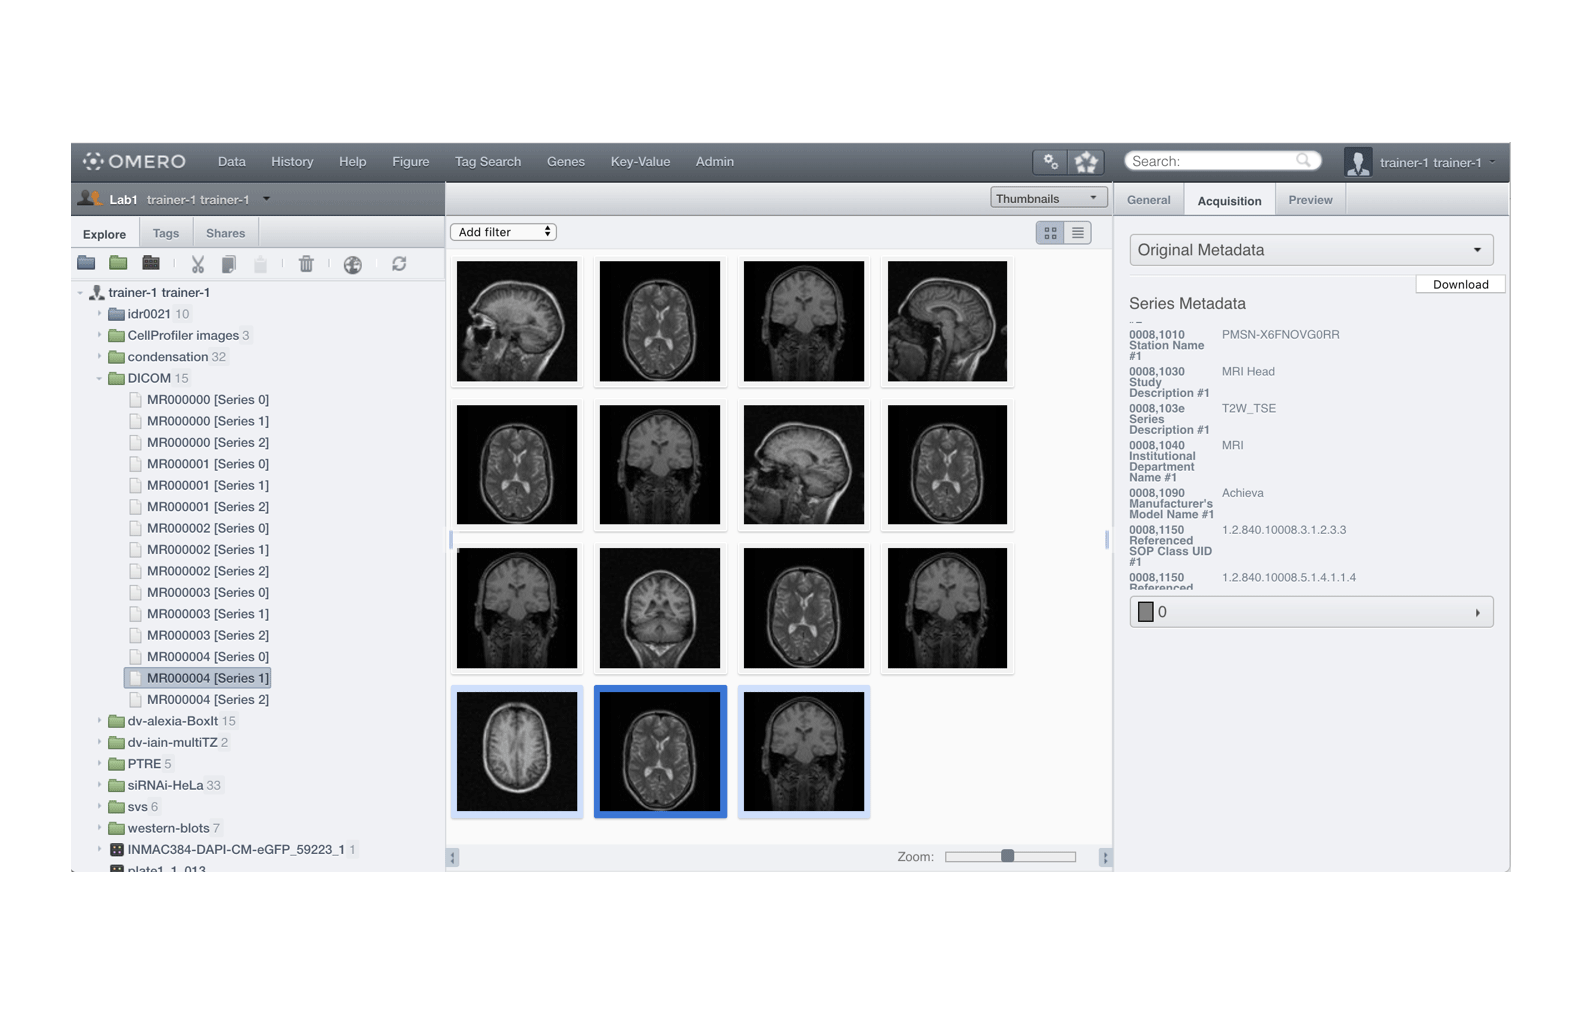 OMERO Data History Help Figure Tag Search Genes Key-Value Admin Search: trainer-1 trainer-1
Lab1 trainer-1 trainer-1
Thumbnails
General Acquisition Preview
Explore Tags Shares
Add filter
Original Metadata
Download
trainer-1 trainer-1
idr0021 10
CellProfiler images 3
condensation 32
DICOM 15
MR000000 [Series 0]
MR000000 [Series 1]
MR000000 [Series 2]
MR000001 [Series 0]
MR000001 [Series 1]
MR000001 [Series 2]
MR000002 [Series 0]
MR000002 [Series 1]
MR000002 [Series 2]
MR000003 [Series 0]
MR000003 [Series 1]
MR000003 [Series 2]
MR000004 [Series 0]
MR000004 [Series 1]
MR000004 [Series 2]
dv-alexia-BoxIt 15
dv-iain-multiTZ 2
PTRE 5
siRNAi-HeLa 33
svs 6
western-blots 7
INMAC384-DAPI-CM-eGFP_59223_1 1
plate1_1_013
Zoom:
Series Metadata
0008,1010 PMSN-X6FNOVG0RR
Station Name
#1
0008,1030 MRI Head
Study
Description #1
0008,103e T2W_TSE
Series
Description #1
0008,1040 MRI
Institutional
Department
Name #1
0008,1090 Achieva
Manufacturer's
Model Name #1
0008,1150 1.2.840.10008.3.1.2.3.3
Referenced
SOP Class UID
#1
0008,1150 1.2.840.10008.5.1.4.1.1.4
Referenced
0